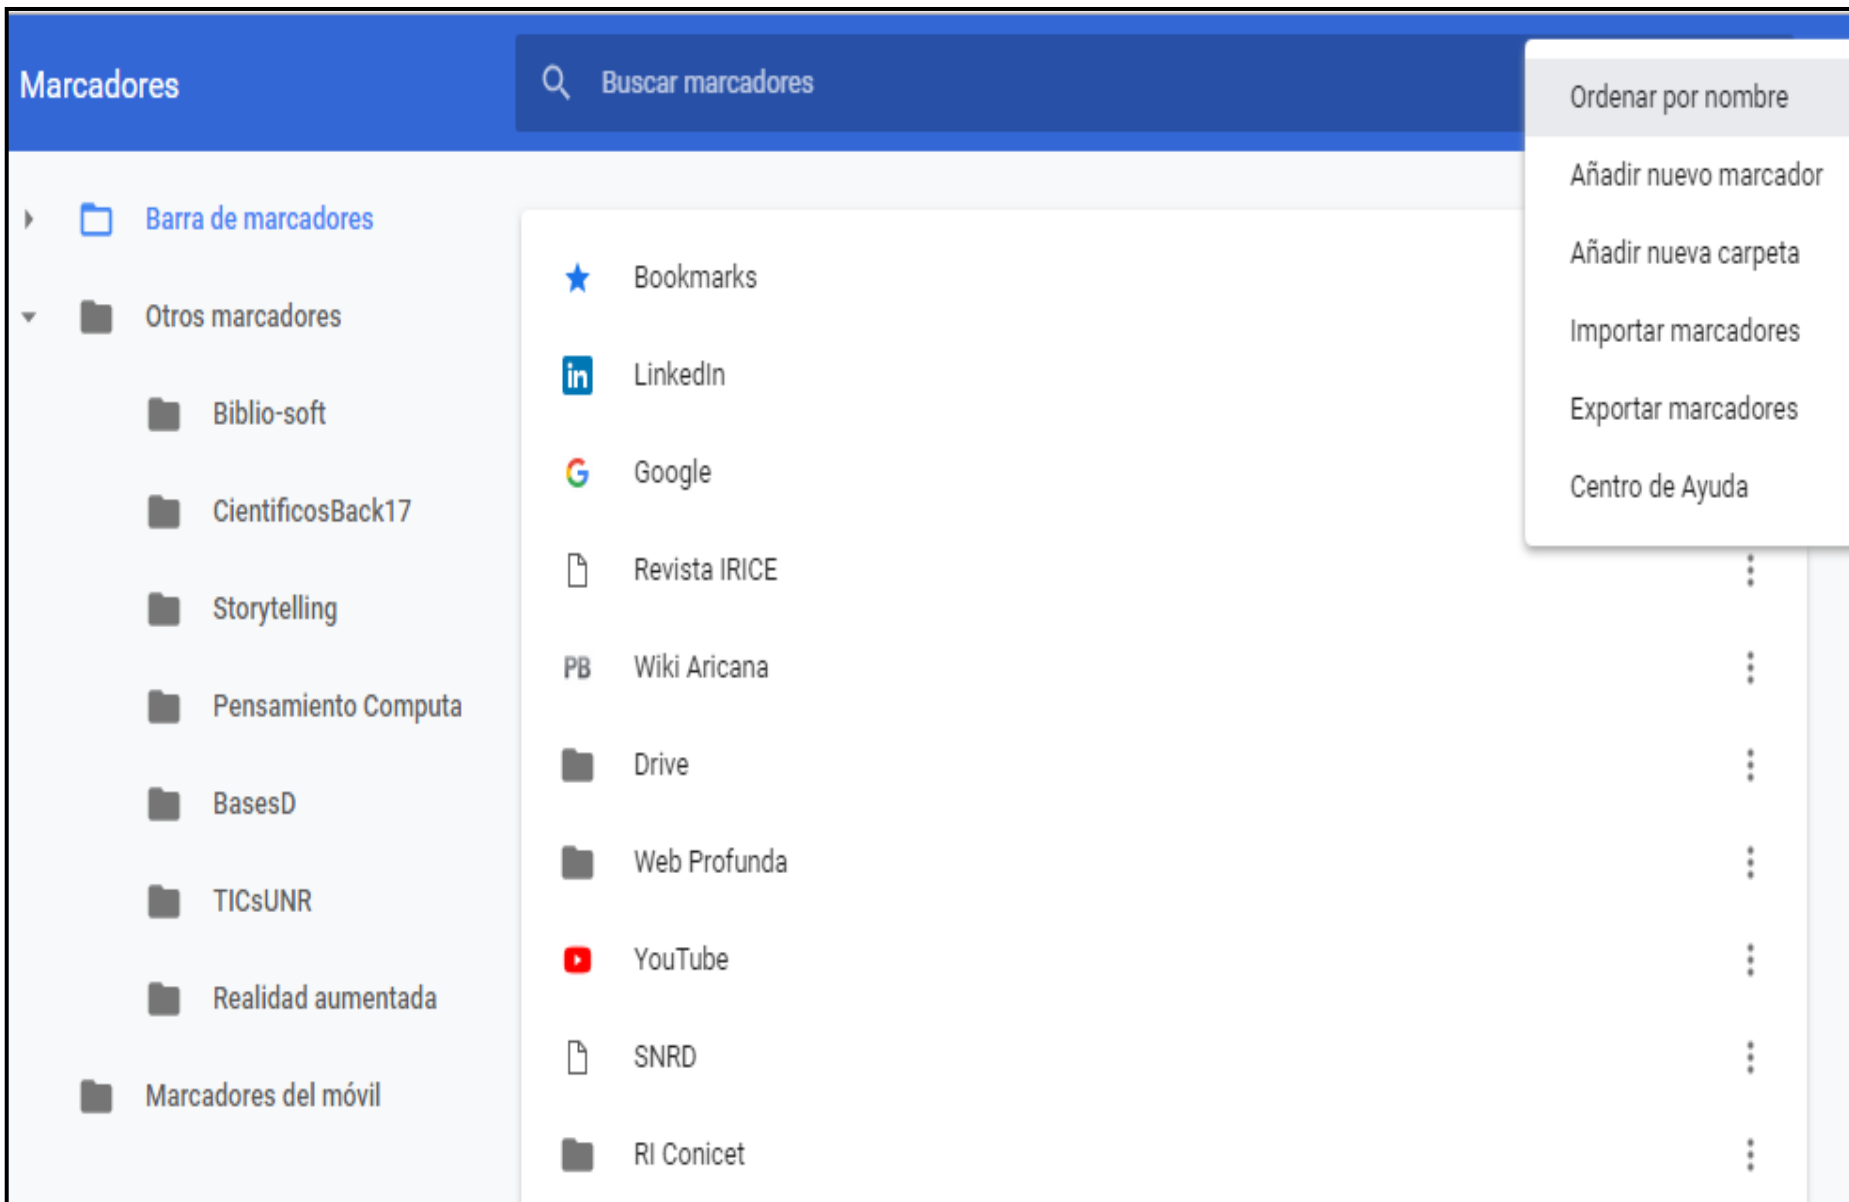 Marcadores
Buscar marcadores
Ordenar por nombre
Añadir nuevo marcador
Añadir nueva carpeta
Importar marcadores
Exportar marcadores
Centro de Ayuda
Barra de marcadores
Otros marcadores
Biblio-soft
CientificosBack17
Storytelling
Pensamiento Computa
BasesD
TICsUNR
Realidad aumentada
Marcadores del móvil
Bookmarks
in LinkedIn
G Google
Revista IRICE
PB Wiki Aricana
Drive
Web Profunda
YouTube
SNRD
RI Conicet